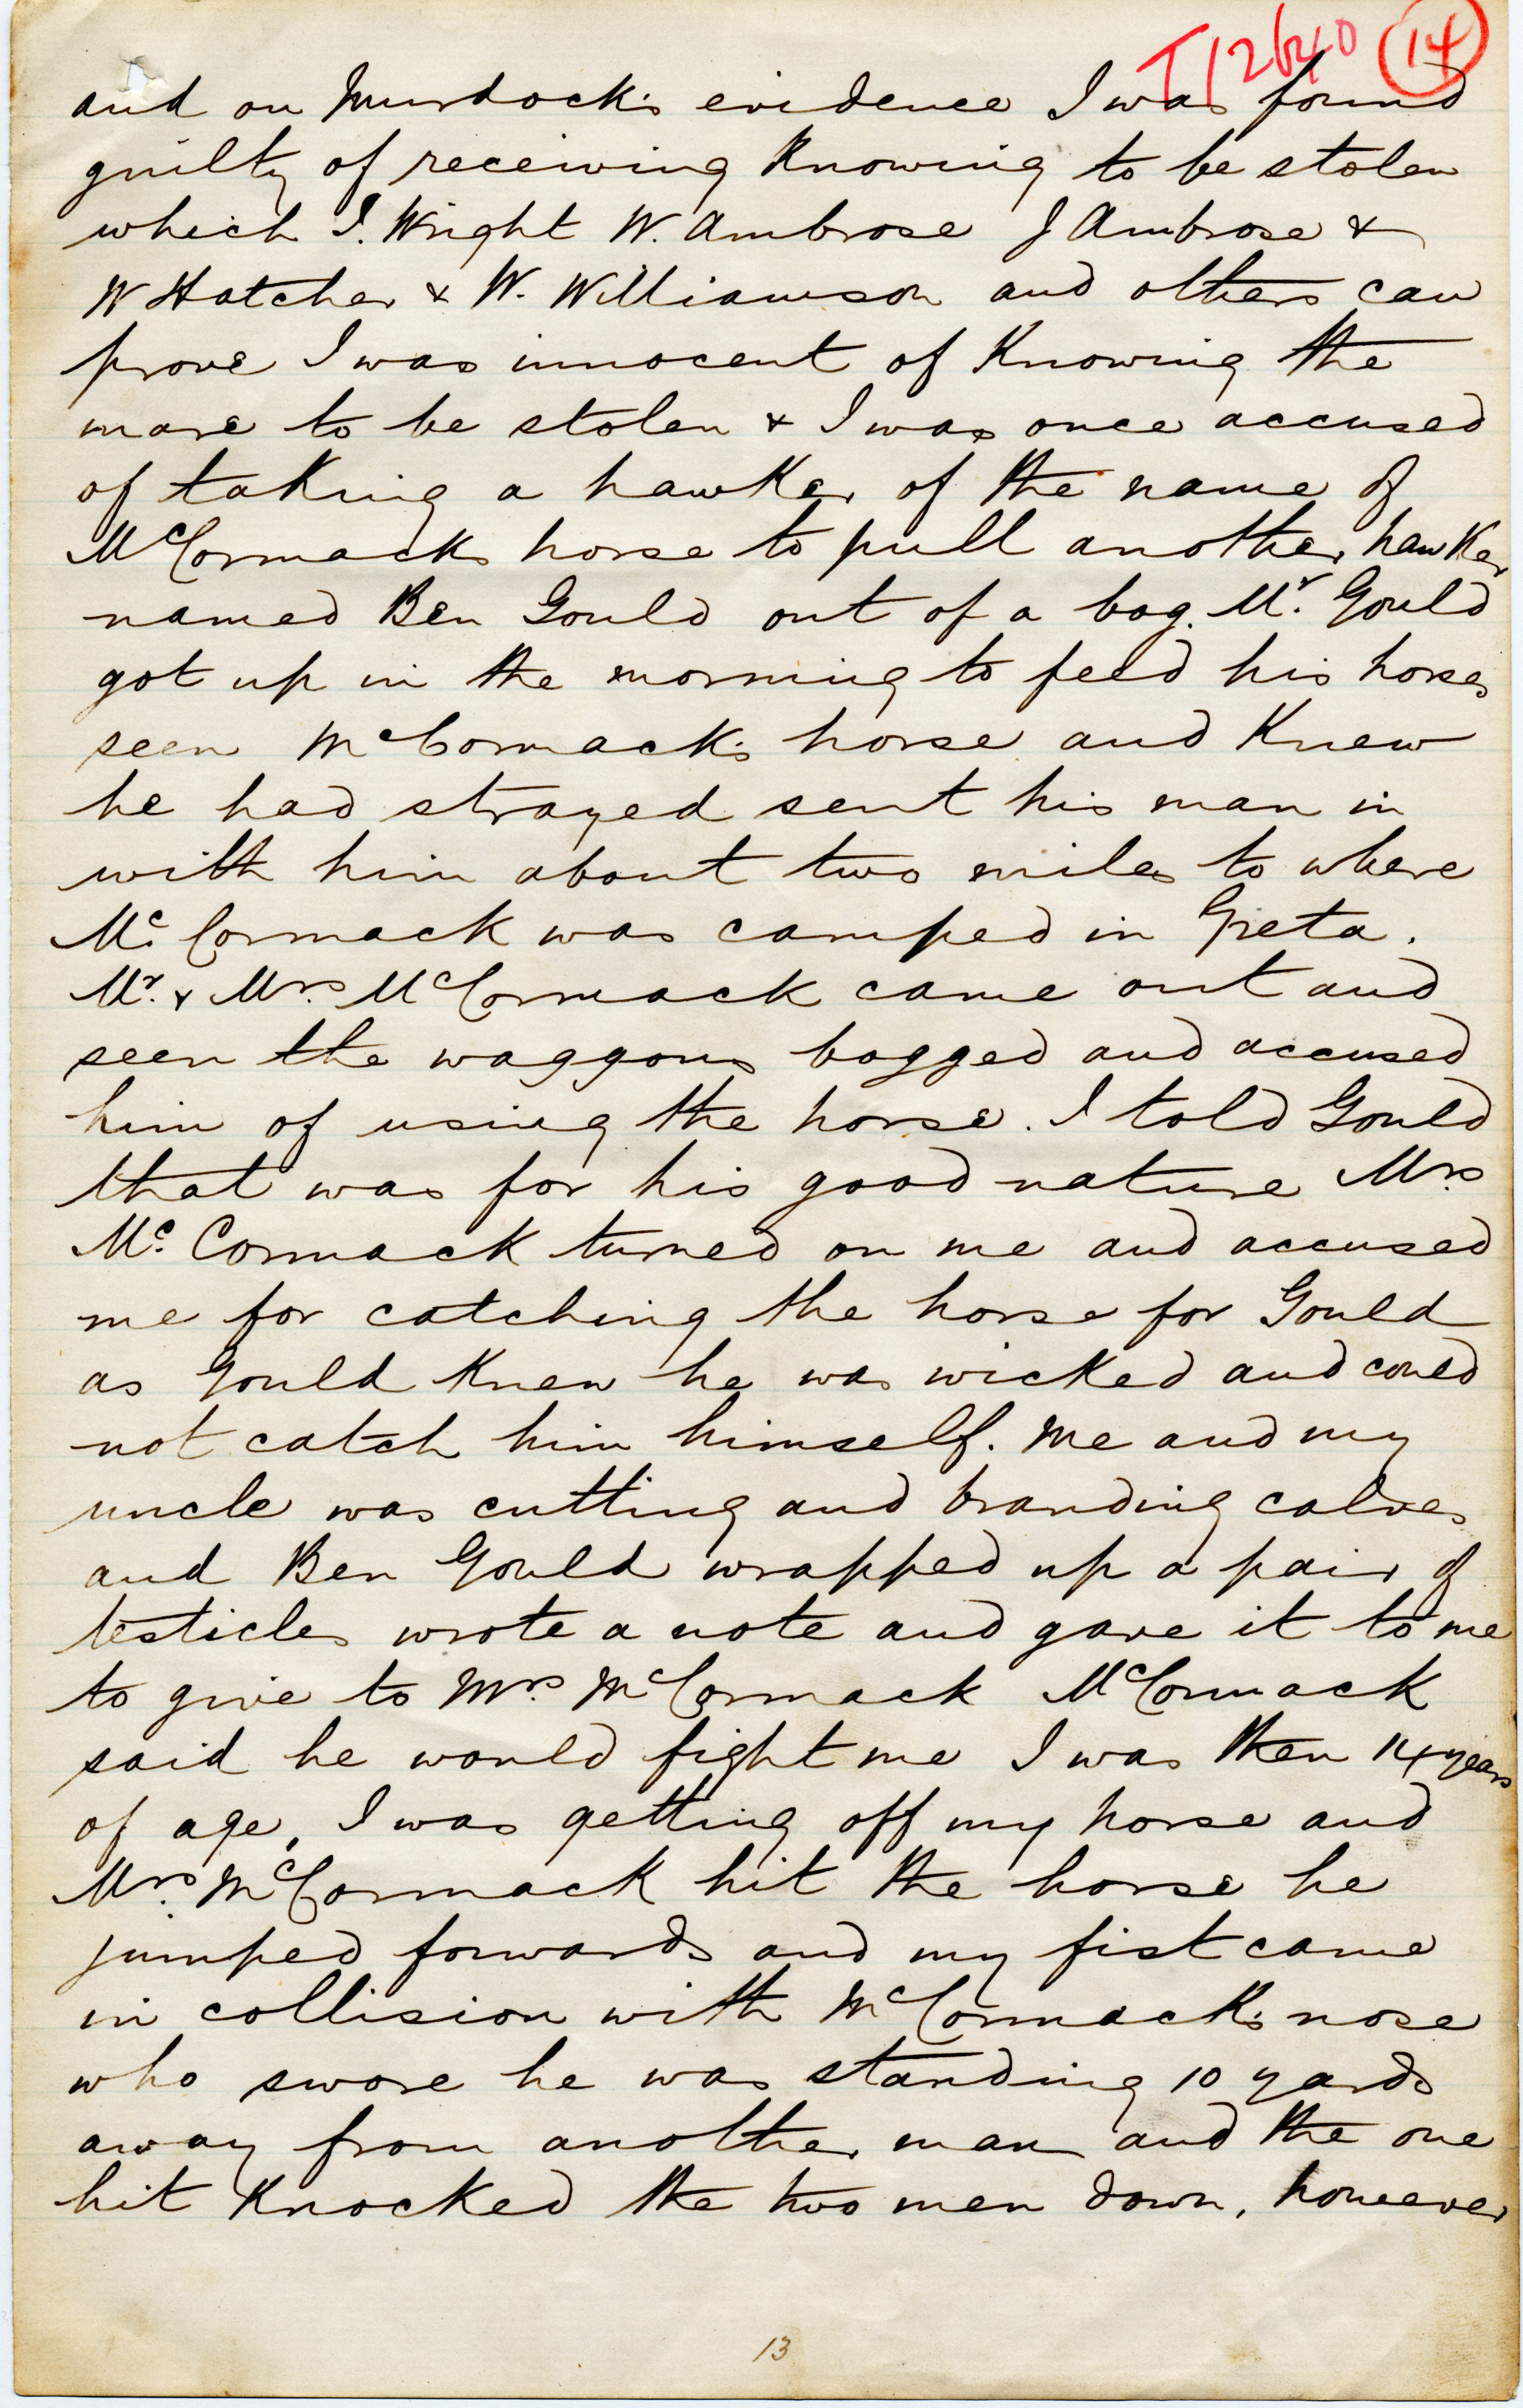 T12640 14
and on Murdock's evidence I was found
guilty of receiving Knowing to be stolen
which I. Wright W. Ambrose J Ambrose &
W Hatcher & W. Williamson and others can
prove I was innocent of Knowing the
mare to be stolen & I was once accused
of taking a hawker of the name of
McCormacks horse to pull another hawker
named Ben Gould out of a bog. Mr. Gould
got up in the morning to feed his horses
seen McCormack's horse and Knew
he had strayed sent his man in
with him about two miles to where
Mc. Cormack was camped in Greta.
Mr. & Mrs. McCormack came out and
seen the waggons bogged and accused
him of using the horse. I told Gould
that was for his good nature Mrs
Mc. Cormack turned on me and accused
me for catching the horse for Gould
as Gould Knew he was wicked and could
not catch him himself. Me and my
uncle was cutting and branding calves
and Ben Gould wrapped up a pair of
testicles wrote a note and gave it to me
to give to Mrs. McCormack McCormack
said he would fight me I was then 14 years
of age, I was getting off my horse and
Mrs. McCormack hit the horse he
jumped forwards and my fist came
in collision with McCormack's nose
who swore he was standing 10 yards
away from another man and the one
hit Knocked the two men down, however
13